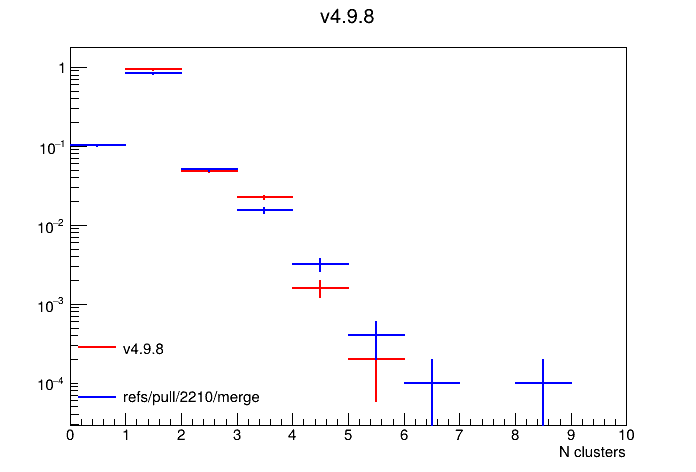 v4.9.8
1
10⁻¹
10⁻²
10⁻³
10⁻⁴
v4.9.8
refs/pull/2210/merge
0 1 2 3 4 5 6 7 8 9 10
N clusters